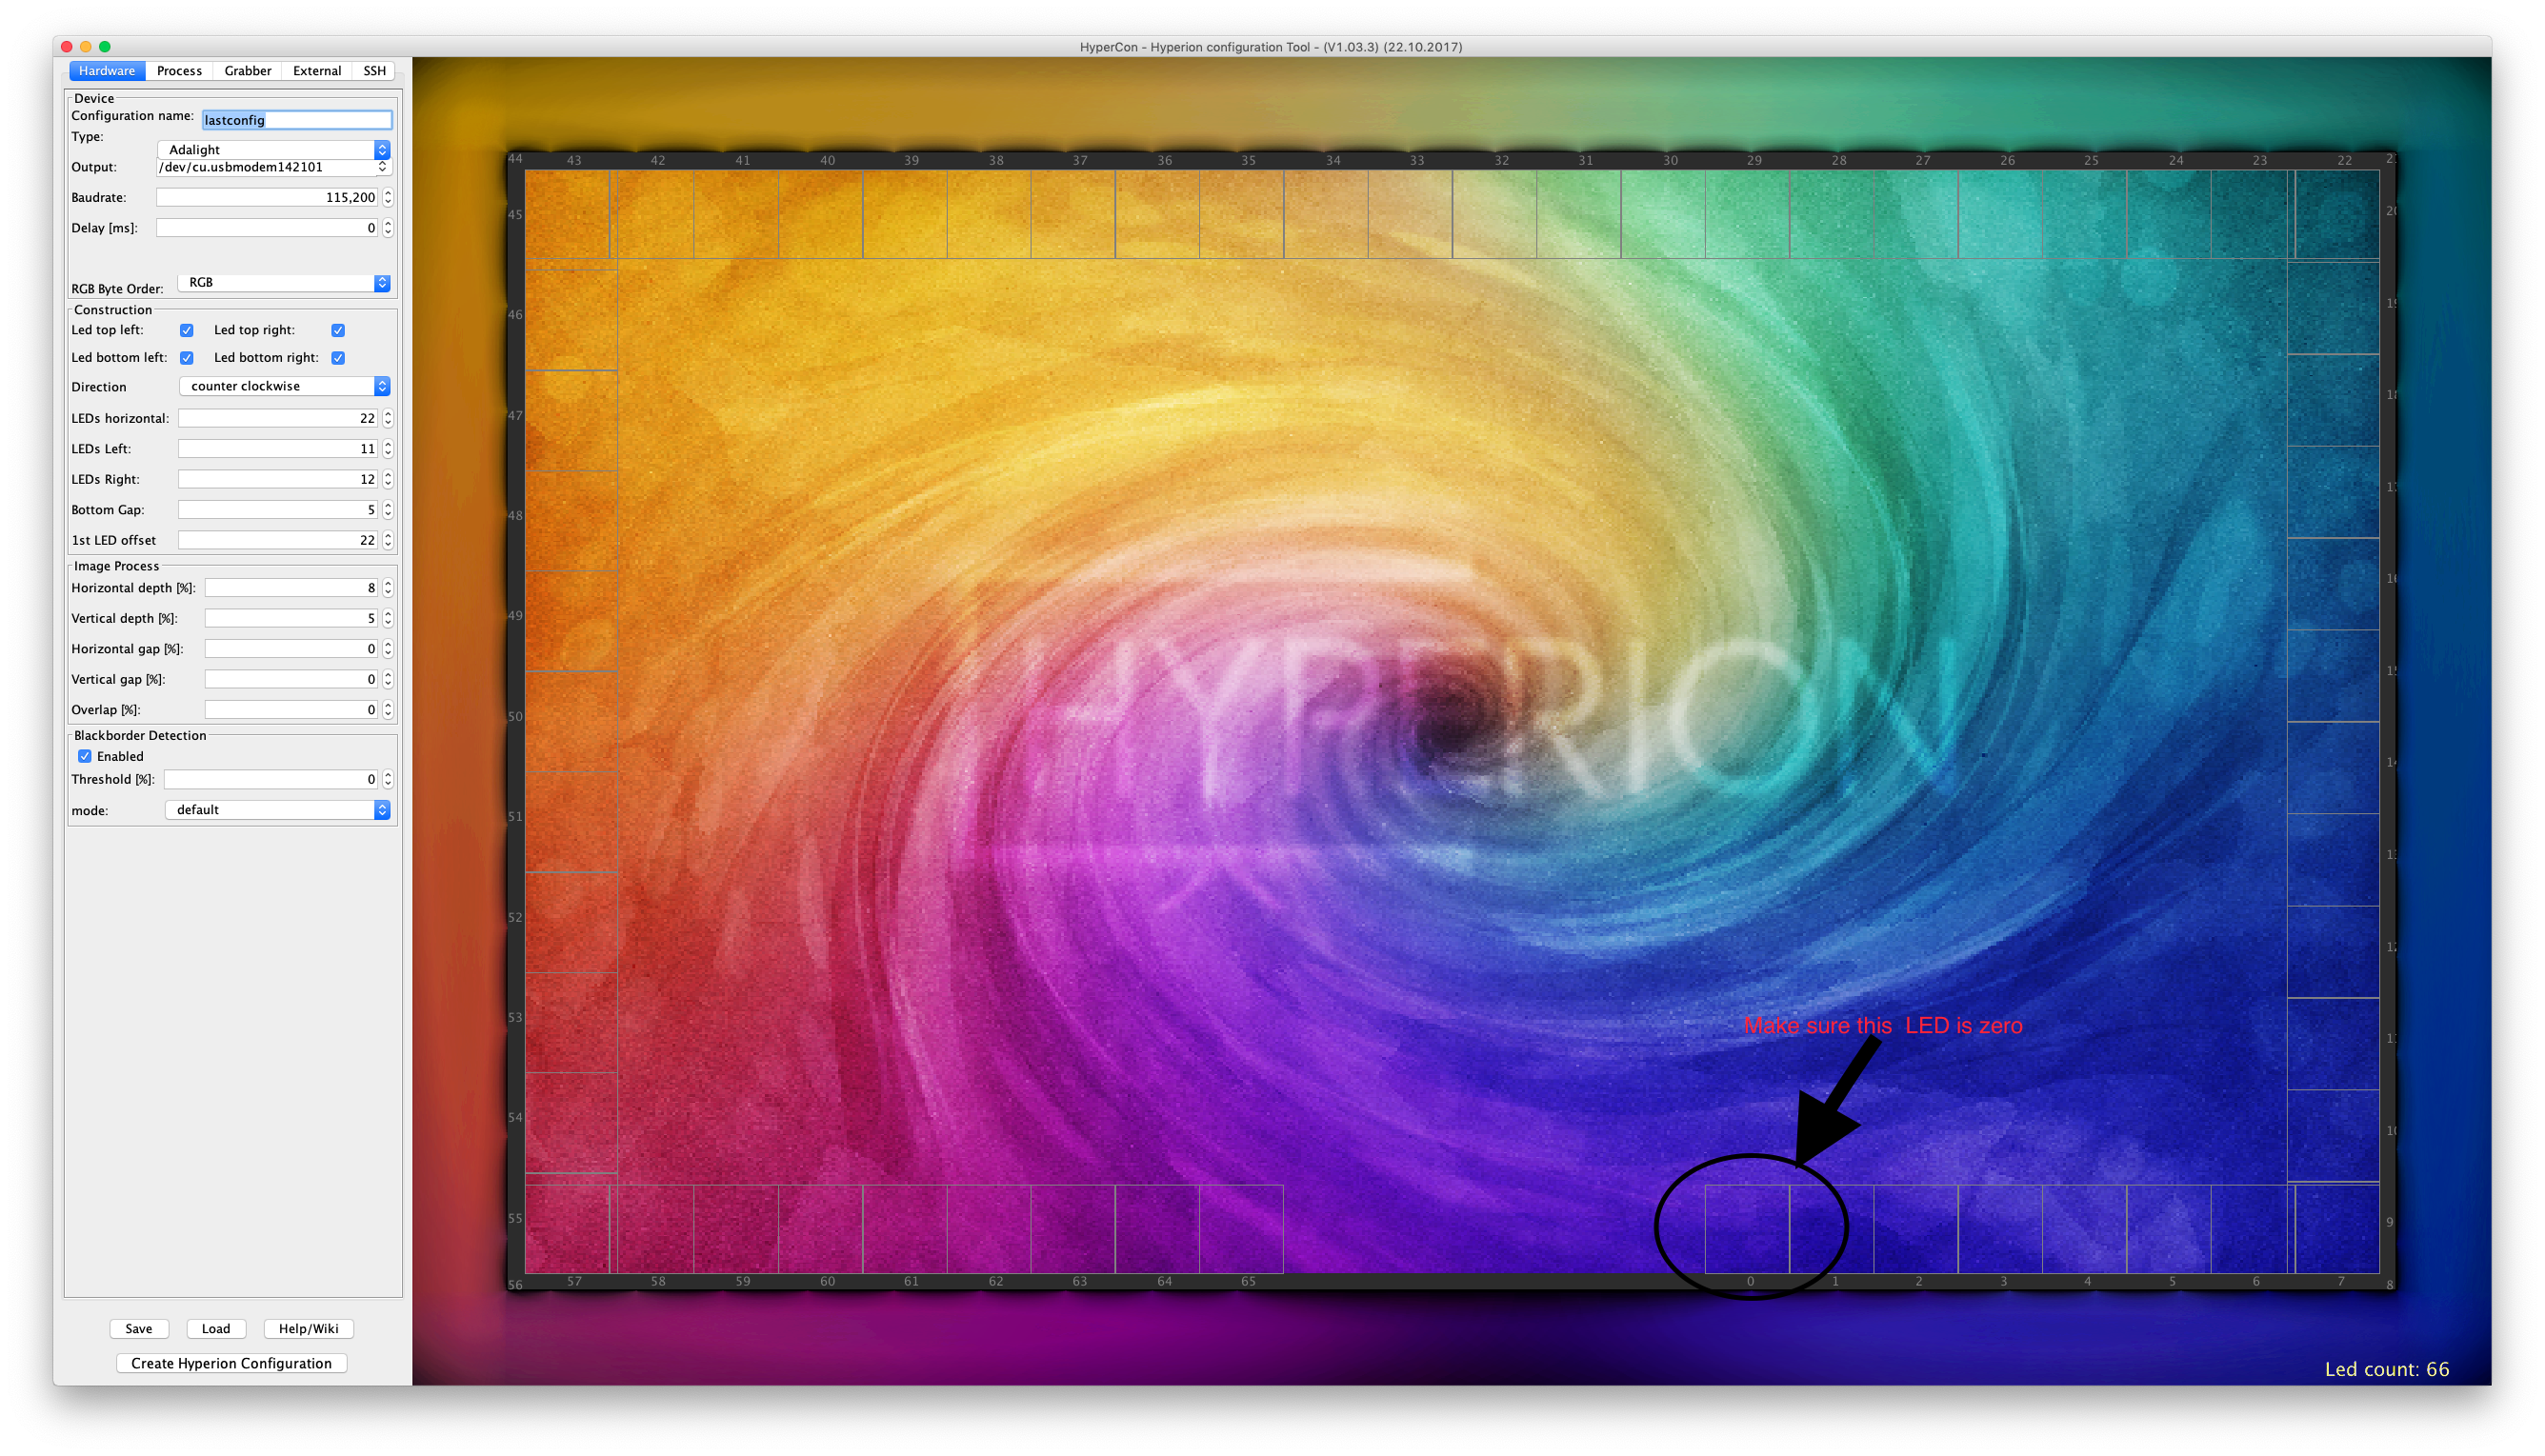 HyperCon - Hyperion configuration Tool - (V1.03.3) (22.10.2017)
Hardware Process Grabber External SSH
Device
Configuration name: lastconfig
Type: Adalight
Output: /dev/cu.usbmodem142101
Baudrate: 115,200
Delay [ms]: 0
RGB Byte Order: RGB
Construction
Led top left: Led top right:
Led bottom left: Led bottom right:
Direction counter clockwise
LEDs horizontal: 22
LEDs Left: 11
LEDs Right: 12
Bottom Gap: 5
1st LED offset 22
Image Process
Horizontal depth [%]: 8
Vertical depth [%]: 5
Horizontal gap [%]: 0
Vertical gap [%]: 0
Overlap [%]: 0
Blackborder Detection
Enabled
Threshold [%]: 0
mode: default
Save Load Help/Wiki
Create Hyperion Configuration
44 43 42 41 40 39 38 37 36 35 34 33 32 31 30 29 28 27 26 25 24 23 22
45
46
47
48
49
50
51
52
53
54
55
56
HYPERION
Make sure this LED is zero
9
57 58 59 60 61 62 63 64 65 0 1 2 3 4 5 6 7 8
Led count: 66